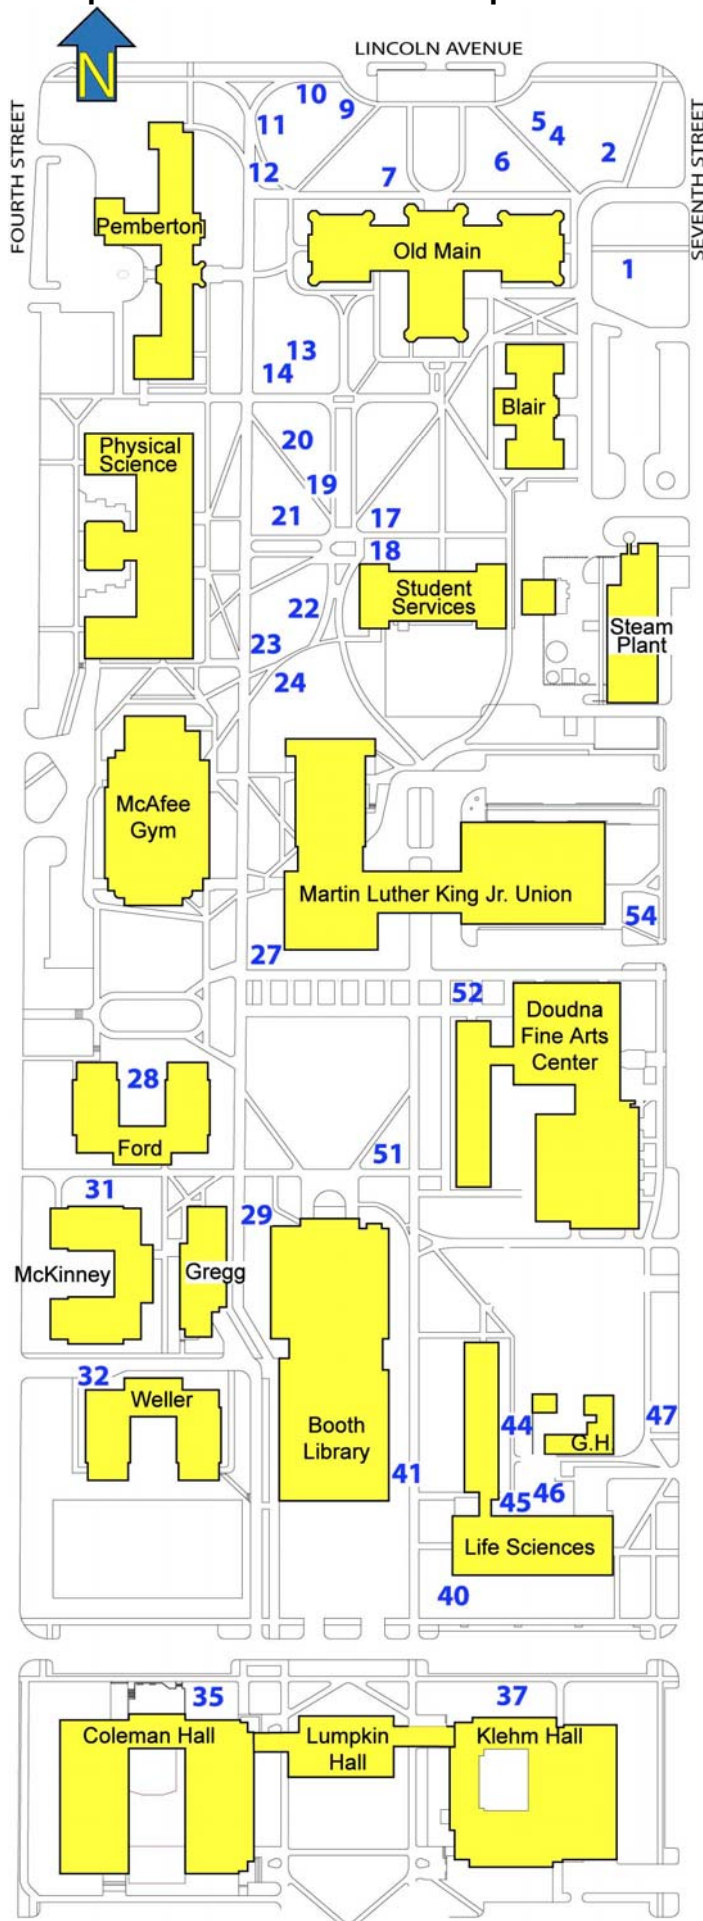 N
LINCOLN AVENUE
FOURTH STREET
SEVENTH STREET
10
9
11
5
4
12
7
6
2
Pemberton
Old Main
1
13
14
Blair
20
Physical
Science
19
21
17
18
Student
Services
22
23
Steam
Plant
24
McAfee
Gym
Martin Luther King Jr. Union
54
27
52
Doudna
Fine Arts
Center
28
Ford
51
31
29
McKinney
Gregg
32
Weller
Booth
Library
44
47
G.H.
41
45
46
Life Sciences
40
35
37
Coleman Hall
Lumpkin
Hall
Klehm Hall